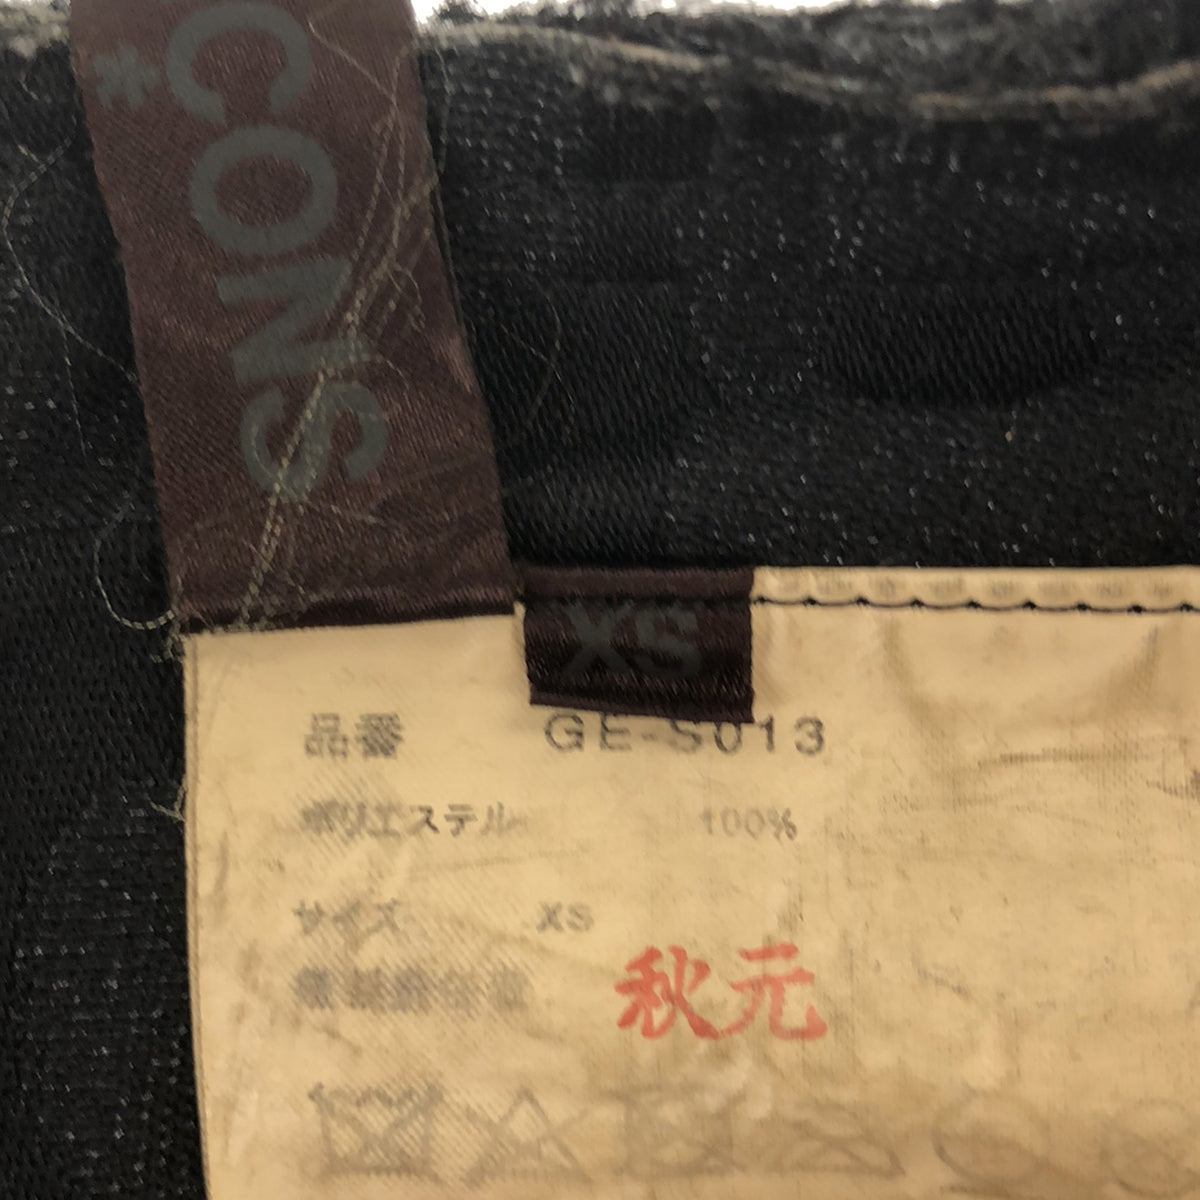 *CONS
XS
品番 GE-S013
ポリエステル 100%
サイズ XS
秋元